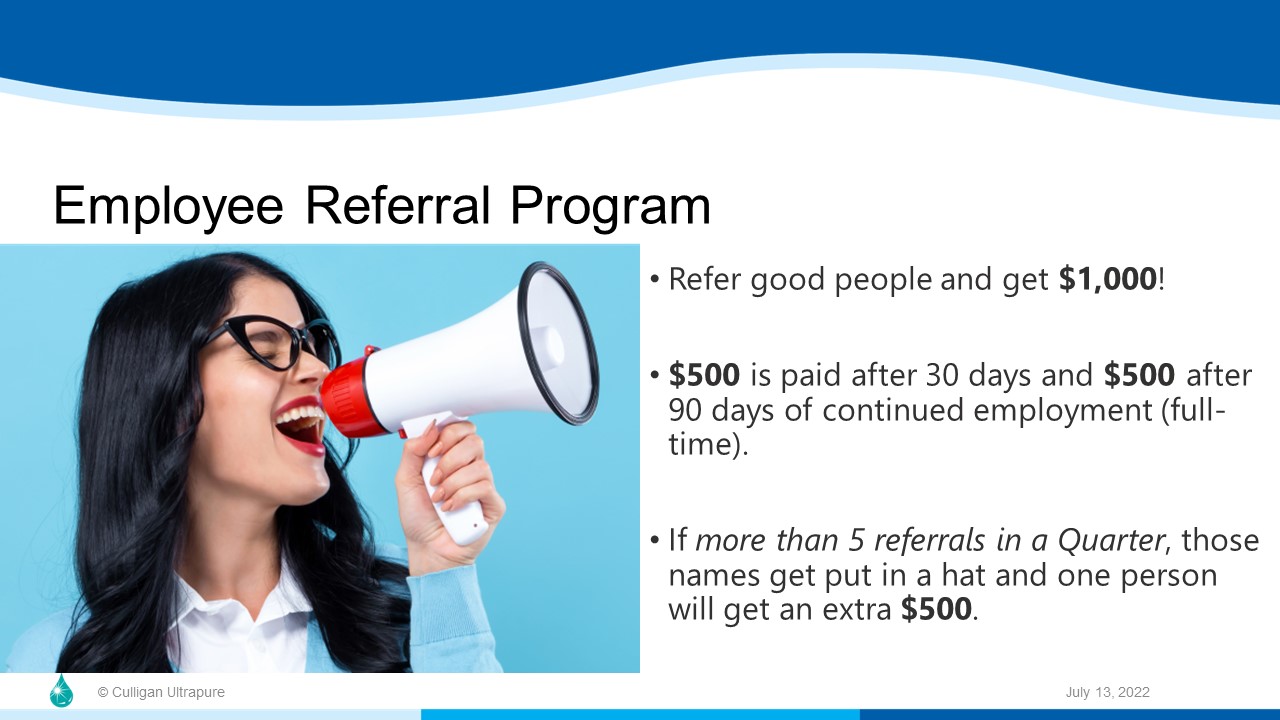 Employee Referral Program
• Refer good people and get $1,000!
• $500 is paid after 30 days and $500 after
90 days of continued employment (full-
time).
• If more than 5 referrals in a Quarter, those
names get put in a hat and one person
will get an extra $500.
© Culligan Ultrapure
July 13, 2022